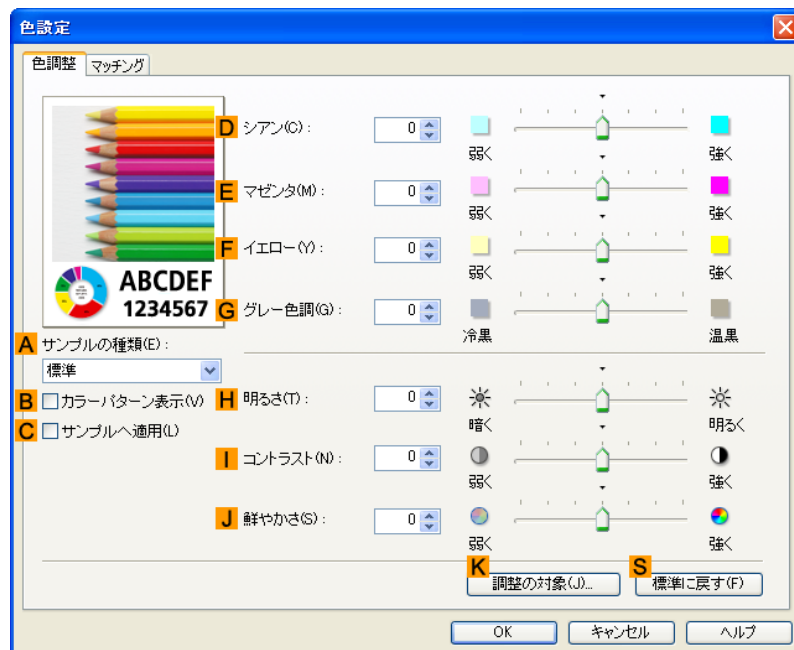 色設定
色調整 マッチング
D シアン(C): 0 弱く 強く
E マゼンタ(M): 0 弱く 強く
F イエロー(Y): 0 弱く 強く
ABCDEF
1234567
G グレー色調(G): 0 冷黒 温黒
A サンプルの種類(E):
標準
B カラーパターン表示(V)
C サンプルへ適用(L)
H 明るさ(T): 0 暗く 明るく
I コントラスト(N): 0 弱く 強く
J 鮮やかさ(S): 0 弱く 強く
K 調整の対象(J)... S 標準に戻す(F)
OK キャンセル ヘルプ